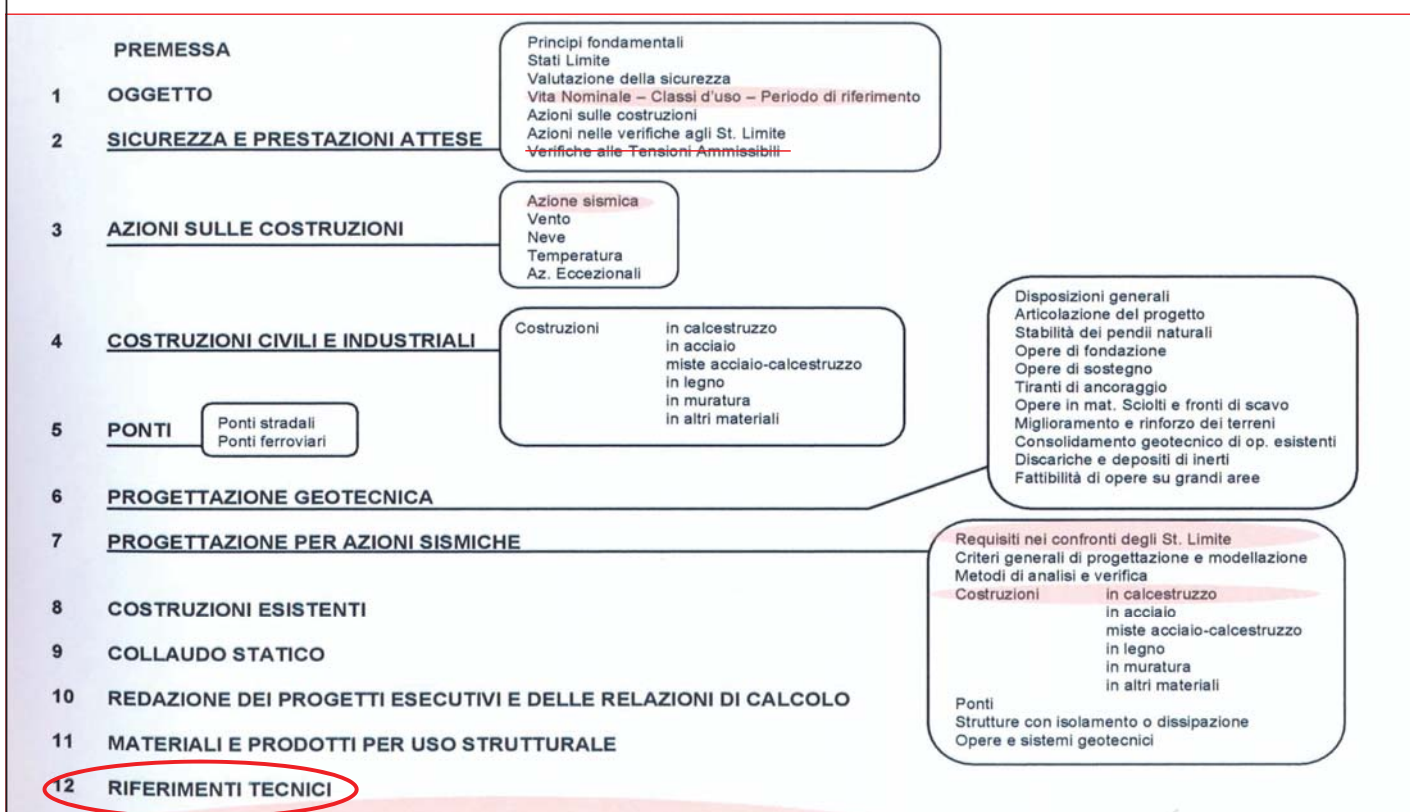 PREMESSA
1 OGGETTO
2 SICUREZZA E PRESTAZIONI ATTESE
Principi fondamentali
Stati Limite
Valutazione della sicurezza
Vita Nominale – Classi d'uso – Periodo di riferimento
Azioni sulle costruzioni
Azioni nelle verifiche agli St. Limite
Verifiche alle Tensioni Ammissibili
3 AZIONI SULLE COSTRUZIONI
Azione sismica
Vento
Neve
Temperatura
Az. Eccezionali
4 COSTRUZIONI CIVILI E INDUSTRIALI
Costruzioni in calcestruzzo
in acciaio
miste acciaio-calcestruzzo
in legno
in muratura
in altri materiali
5 PONTI
Ponti stradali
Ponti ferroviari
6 PROGETTAZIONE GEOTECNICA
Disposizioni generali
Articolazione del progetto
Stabilità dei pendii naturali
Opere di fondazione
Opere di sostegno
Tiranti di ancoraggio
Opere in mat. Sciolti e fronti di scavo
Miglioramento e rinforzo dei terreni
Consolidamento geotecnico di op. esistenti
Discariche e depositi di inerti
Fattibilità di opere su grandi aree
7 PROGETTAZIONE PER AZIONI SISMICHE
Requisiti nei confronti degli St. Limite
Criteri generali di progettazione e modellazione
Metodi di analisi e verifica
Costruzioni in calcestruzzo
in acciaio
miste acciaio-calcestruzzo
in legno
in muratura
in altri materiali
Ponti
Strutture con isolamento o dissipazione
Opere e sistemi geotecnici
8 COSTRUZIONI ESISTENTI
9 COLLAUDO STATICO
10 REDAZIONE DEI PROGETTI ESECUTIVI E DELLE RELAZIONI DI CALCOLO
11 MATERIALI E PRODOTTI PER USO STRUTTURALE
12 RIFERIMENTI TECNICI